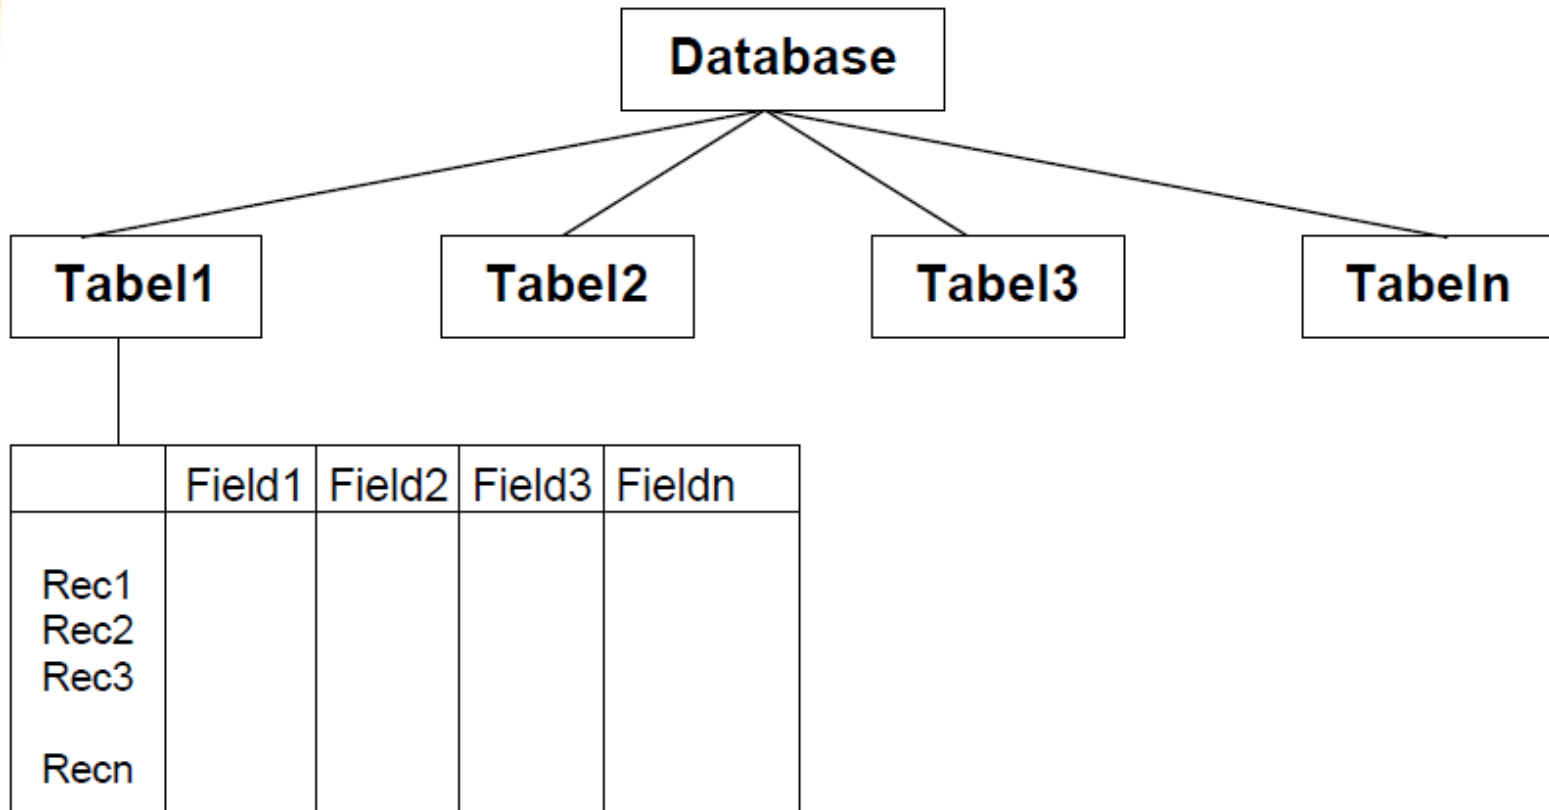 Database
Tabel1 Tabel2 Tabel3 Tabeln
Field1 Field2 Field3 Fieldn
Rec1
Rec2
Rec3
Recn